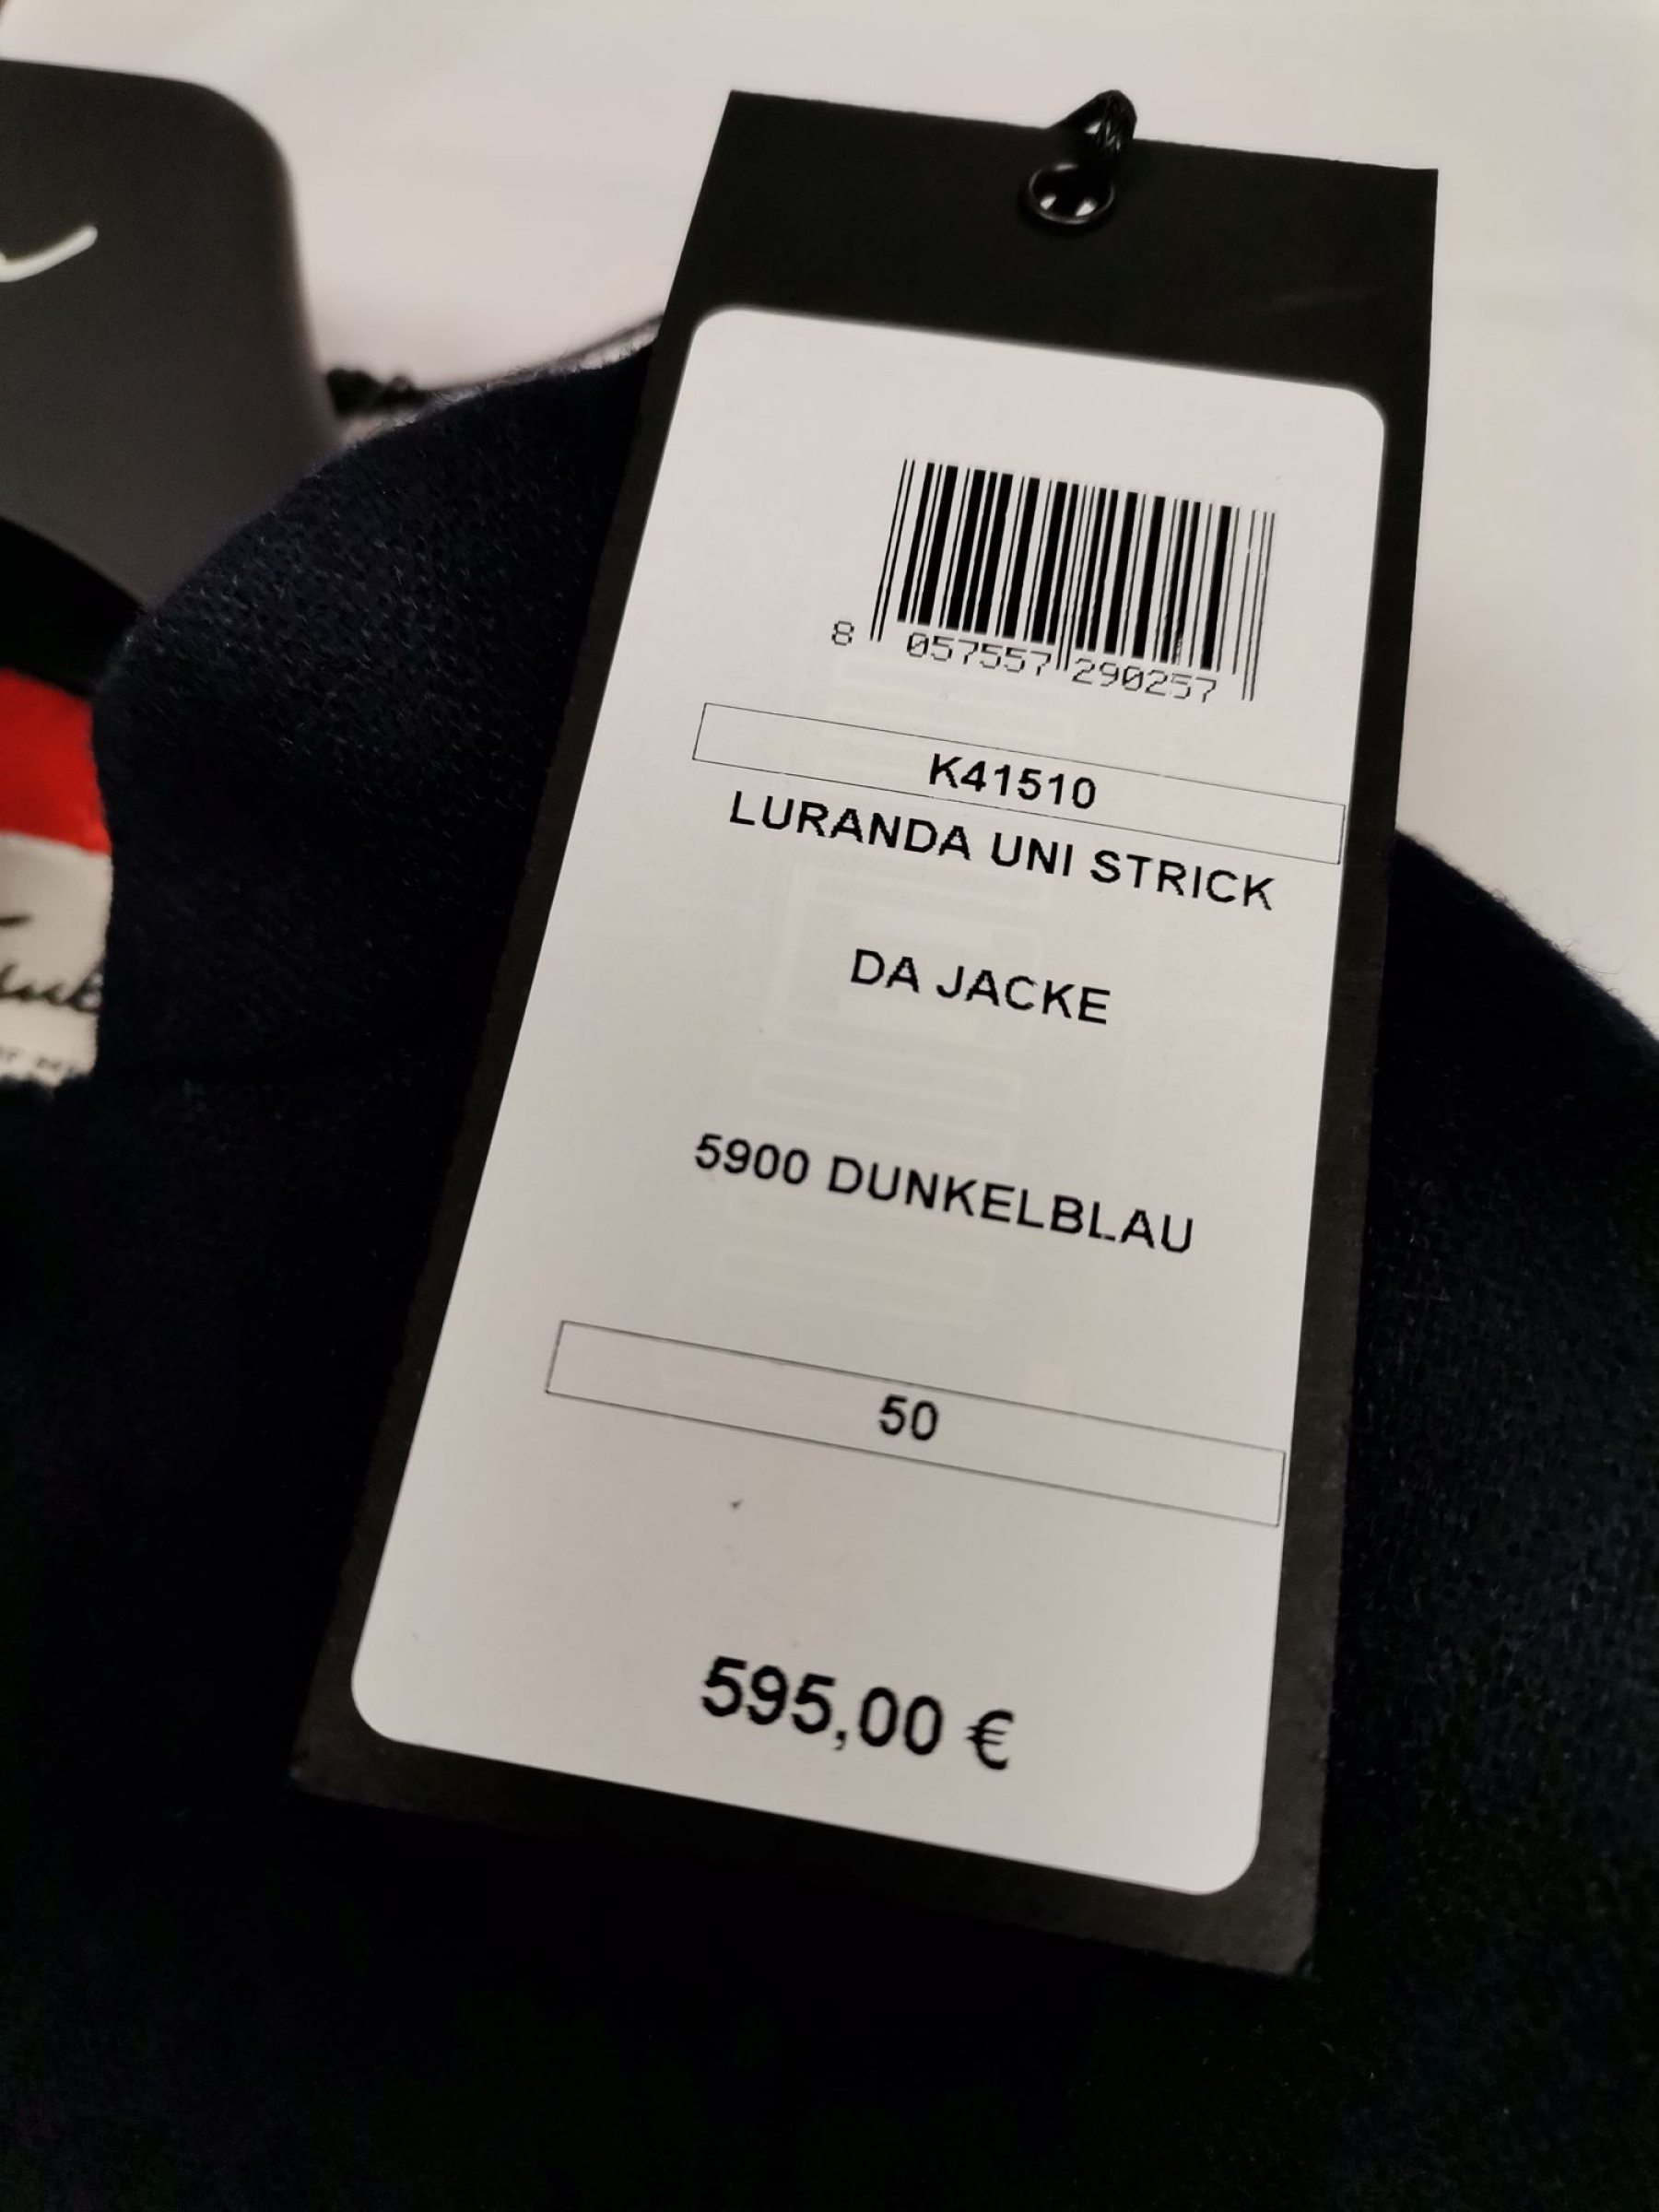 8 057557 290257
K41510
LURANDA UNI STRICK
DA JACKE
5900 DUNKELBLAU
50
595,00 €